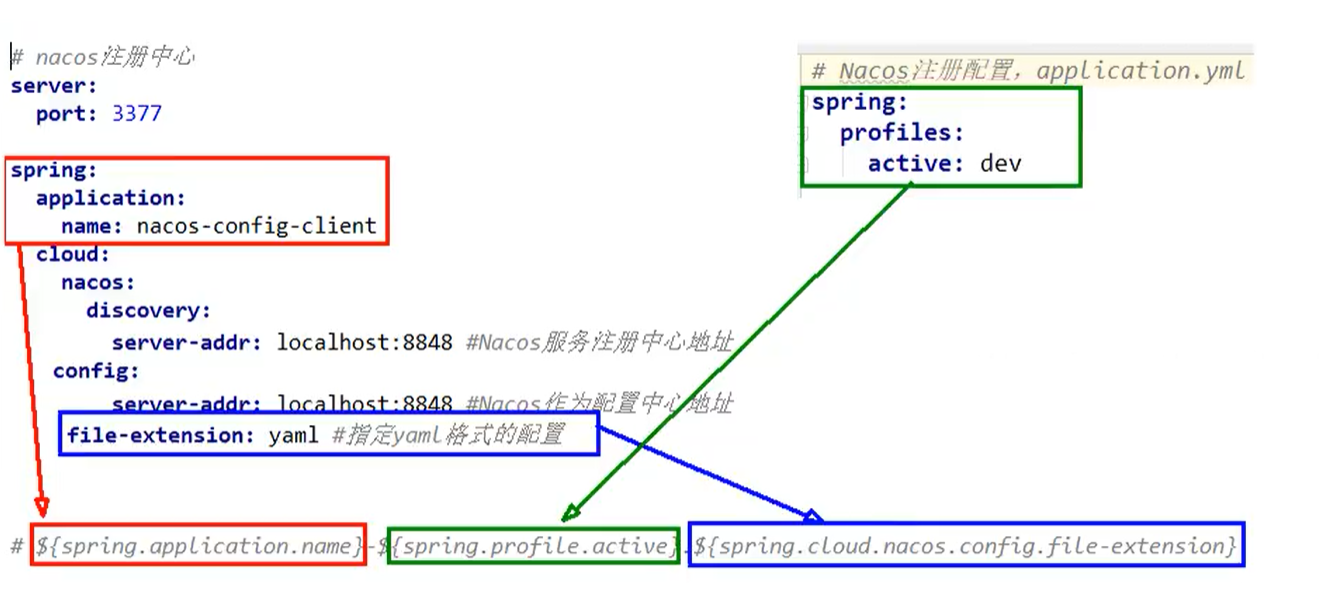 # nacos注册中心
server:
  port: 3377
spring:
  application:
    name: nacos-config-client
  cloud:
    nacos:
      discovery:
        server-addr: localhost:8848 #Nacos服务注册中心地址
   config:
        server-addr: localhost:8848 #Nacos作为配置中心地址
    file-extension: yaml #指定yaml格式的配置
# Nacos注册配置，application.yml
spring:
  profiles:
    active: dev
# ${spring.application.name}-${spring.profile.active}.${spring.cloud.nacos.config.file-extension}